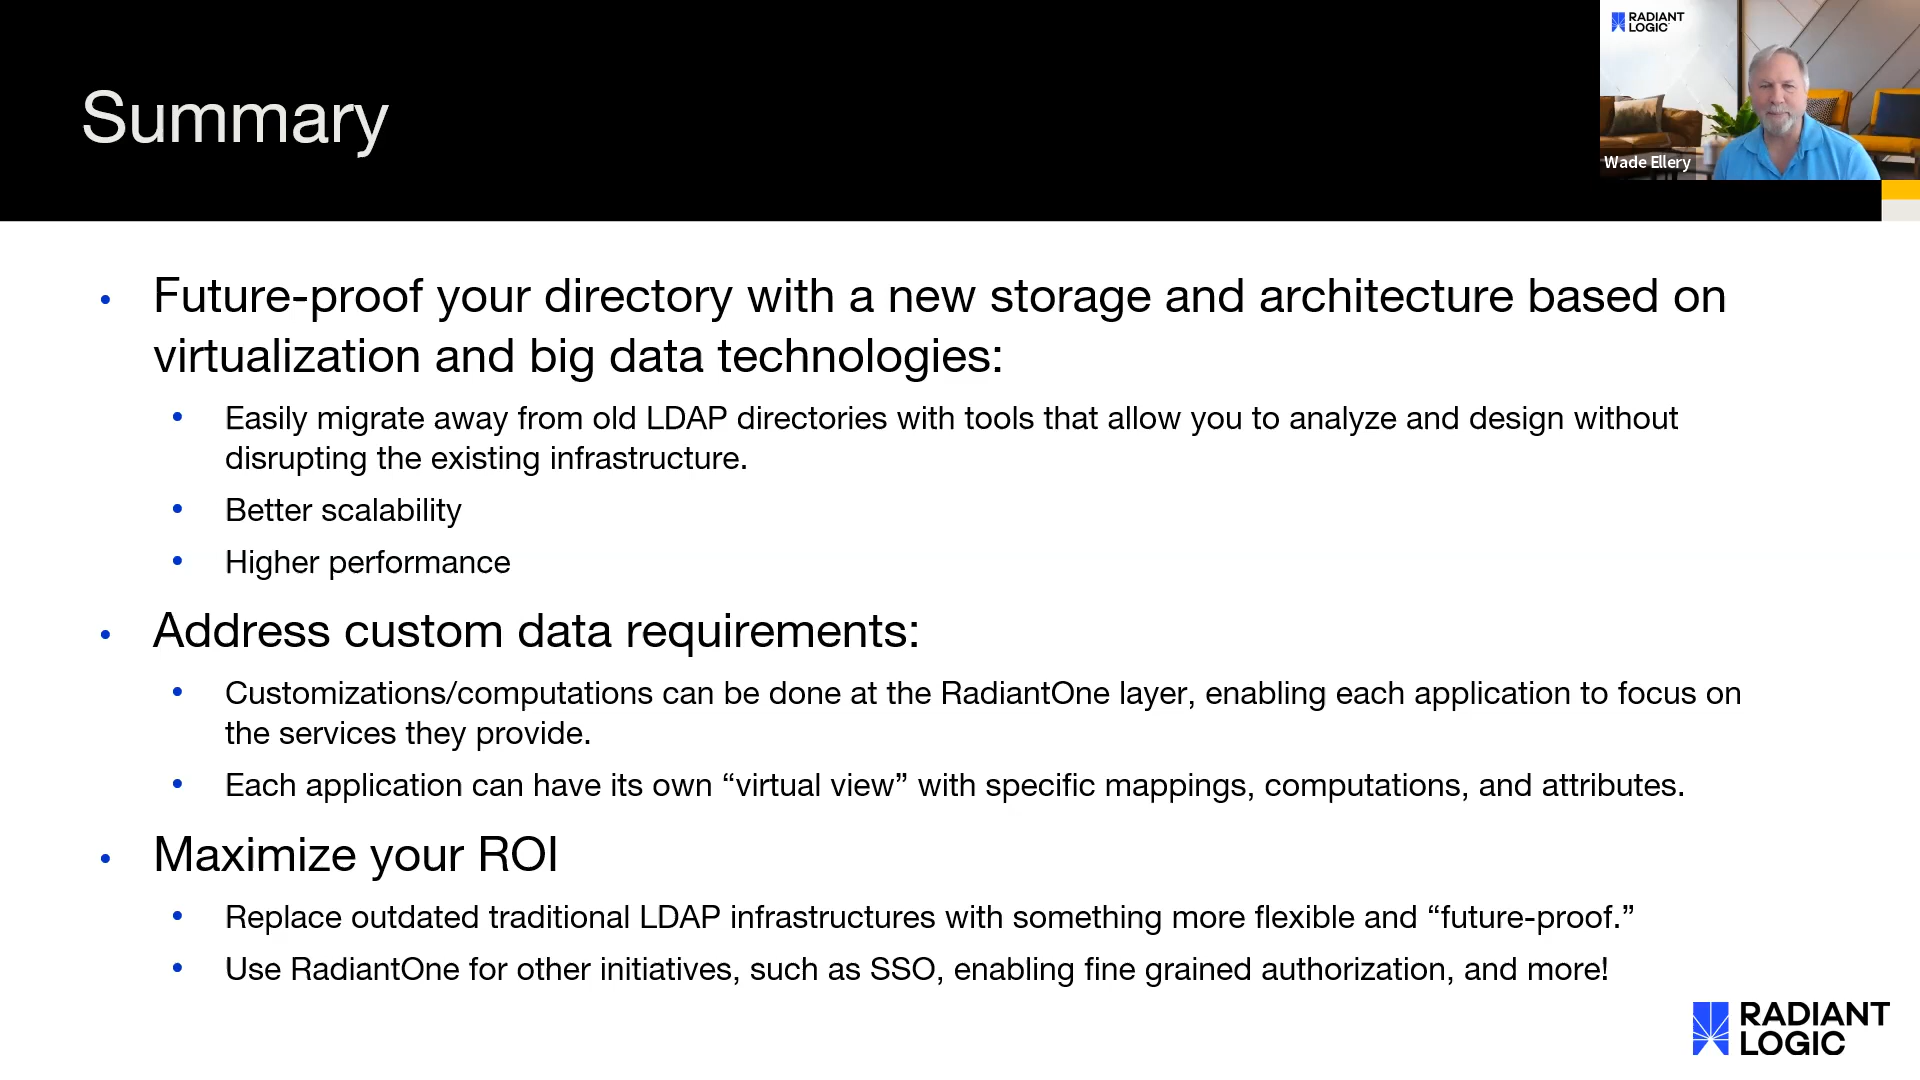 RADIANT
LOGIC
Summary
Wade Ellery
• Future-proof your directory with a new storage and architecture based on
virtualization and big data technologies:
• Easily migrate away from old LDAP directories with tools that allow you to analyze and design without
disrupting the existing infrastructure.
• Better scalability
• Higher performance
• Address custom data requirements:
• Customizations/computations can be done at the RadiantOne layer, enabling each application to focus on
the services they provide.
• Each application can have its own “virtual view” with specific mappings, computations, and attributes.
• Maximize your ROI
• Replace outdated traditional LDAP infrastructures with something more flexible and “future-proof.”
• Use RadiantOne for other initiatives, such as SSO, enabling fine grained authorization, and more!
RADIANT
LOGIC